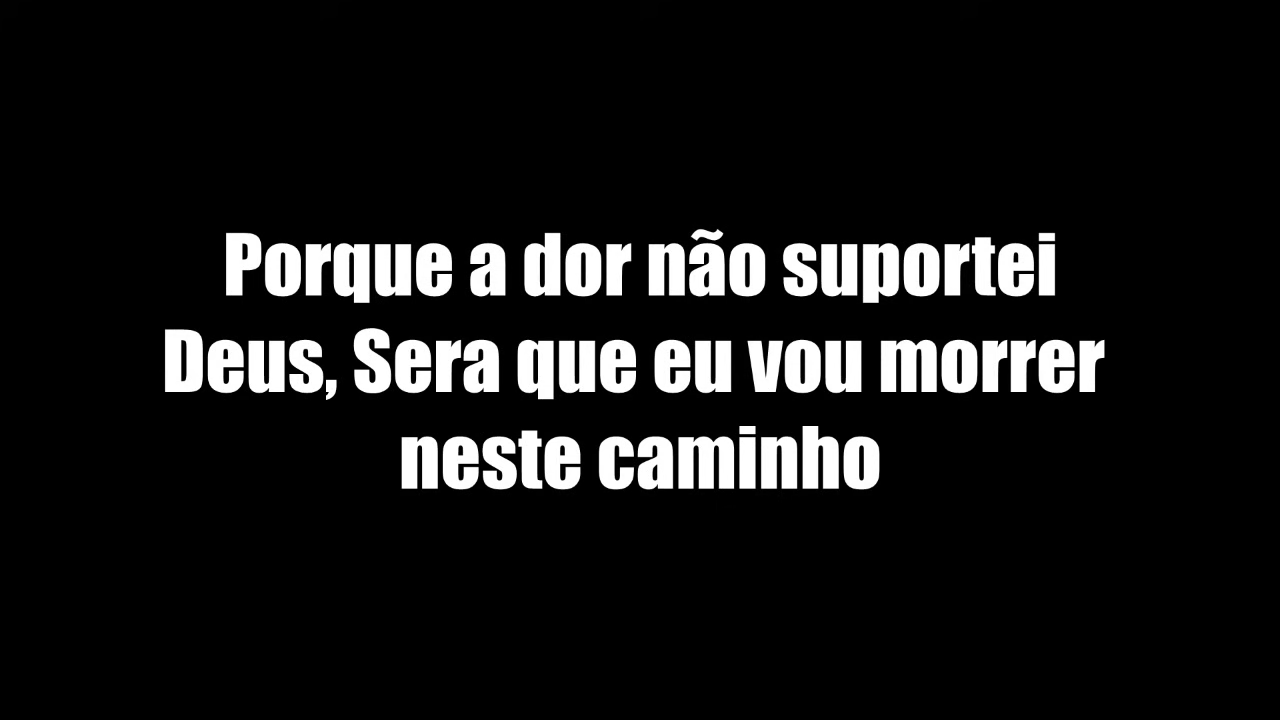 Porque a dor não suportei
Deus, Sera que eu vou morrer
neste caminho